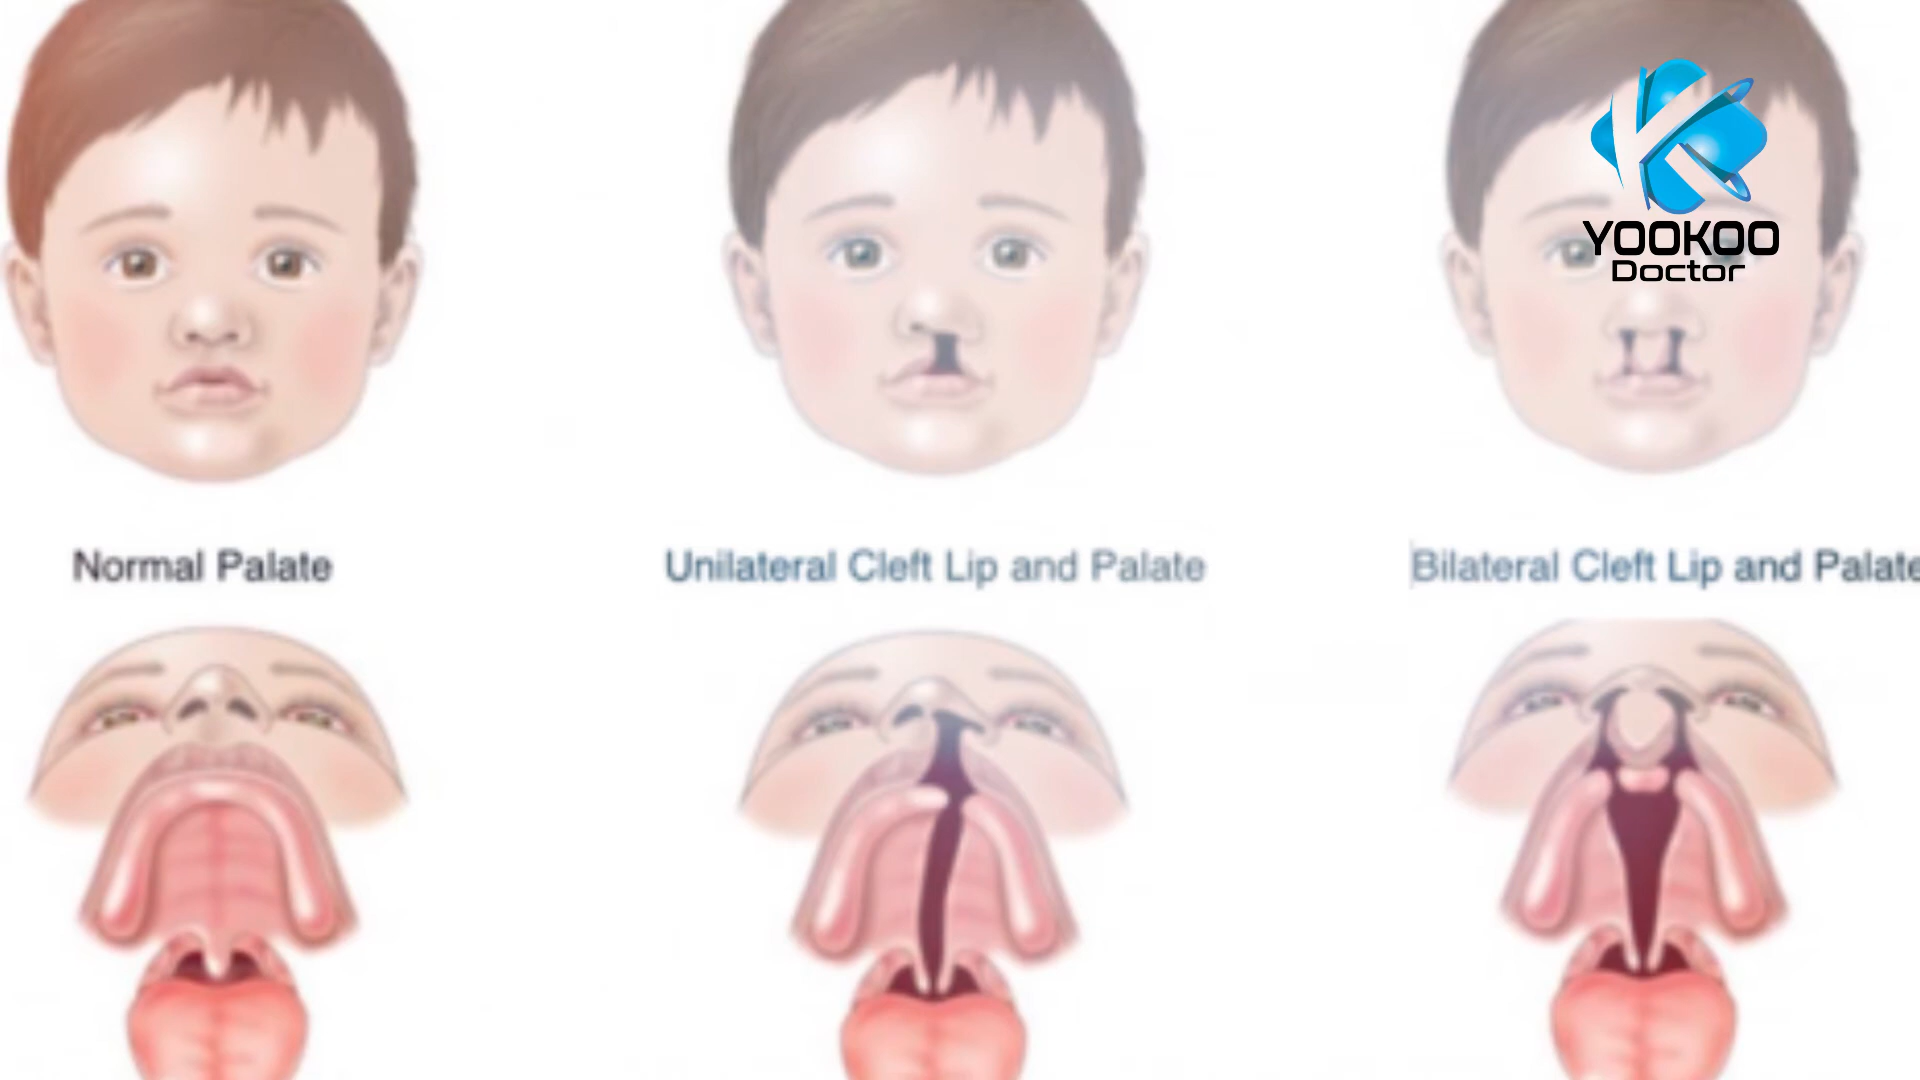 YOOKOO
Doctor
Normal Palate
Unilateral Cleft Lip and Palate
Bilateral Cleft Lip and Palate